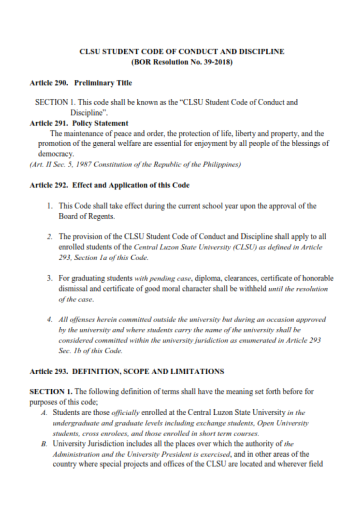 CLSU STUDENT CODE OF CONDUCT AND DISCIPLINE
(BOR Resolution No. 39-2018)
Article 290. Preliminary Title
SECTION 1. This code shall be known as the “CLSU Student Code of Conduct and
Discipline”.
Article 291. Policy Statement
The maintenance of peace and order, the protection of life, liberty and property, and the
promotion of the general welfare are essential for enjoyment by all people of the blessings of
democracy.
(Art. II Sec. 5, 1987 Constitution of the Republic of the Philippines)
Article 292. Effect and Application of this Code
1. This Code shall take effect during the current school year upon the approval of the
Board of Regents.
2. The provision of the CLSU Student Code of Conduct and Discipline shall apply to all
enrolled students of the Central Luzon State University (CLSU) as defined in Article
293, Section 1a of this Code.
3. For graduating students with pending case, diploma, clearances, certificate of honorable
dismissal and certificate of good moral character shall be withheld until the resolution
of the case.
4. All offenses herein committed outside the university but during an occasion approved
by the university and where students carry the name of the university shall be
considered committed within the university juridiction as enumerated in Article 293
Sec. 1b of this Code.
Article 293. DEFINITION, SCOPE AND LIMITATIONS
SECTION 1. The following definition of terms shall have the meaning set forth before for
purposes of this code;
A. Students are those officially enrolled at the Central Luzon State University in the
undergraduate and graduate levels including exchange students, Open University
students, cross enrolees, and those enrolled in short term courses.
B. University Jurisdiction includes all the places over which the authority of the
Administration and the University President is exercised, and in other areas of the
country where special projects and offices of the CLSU are located and wherever field